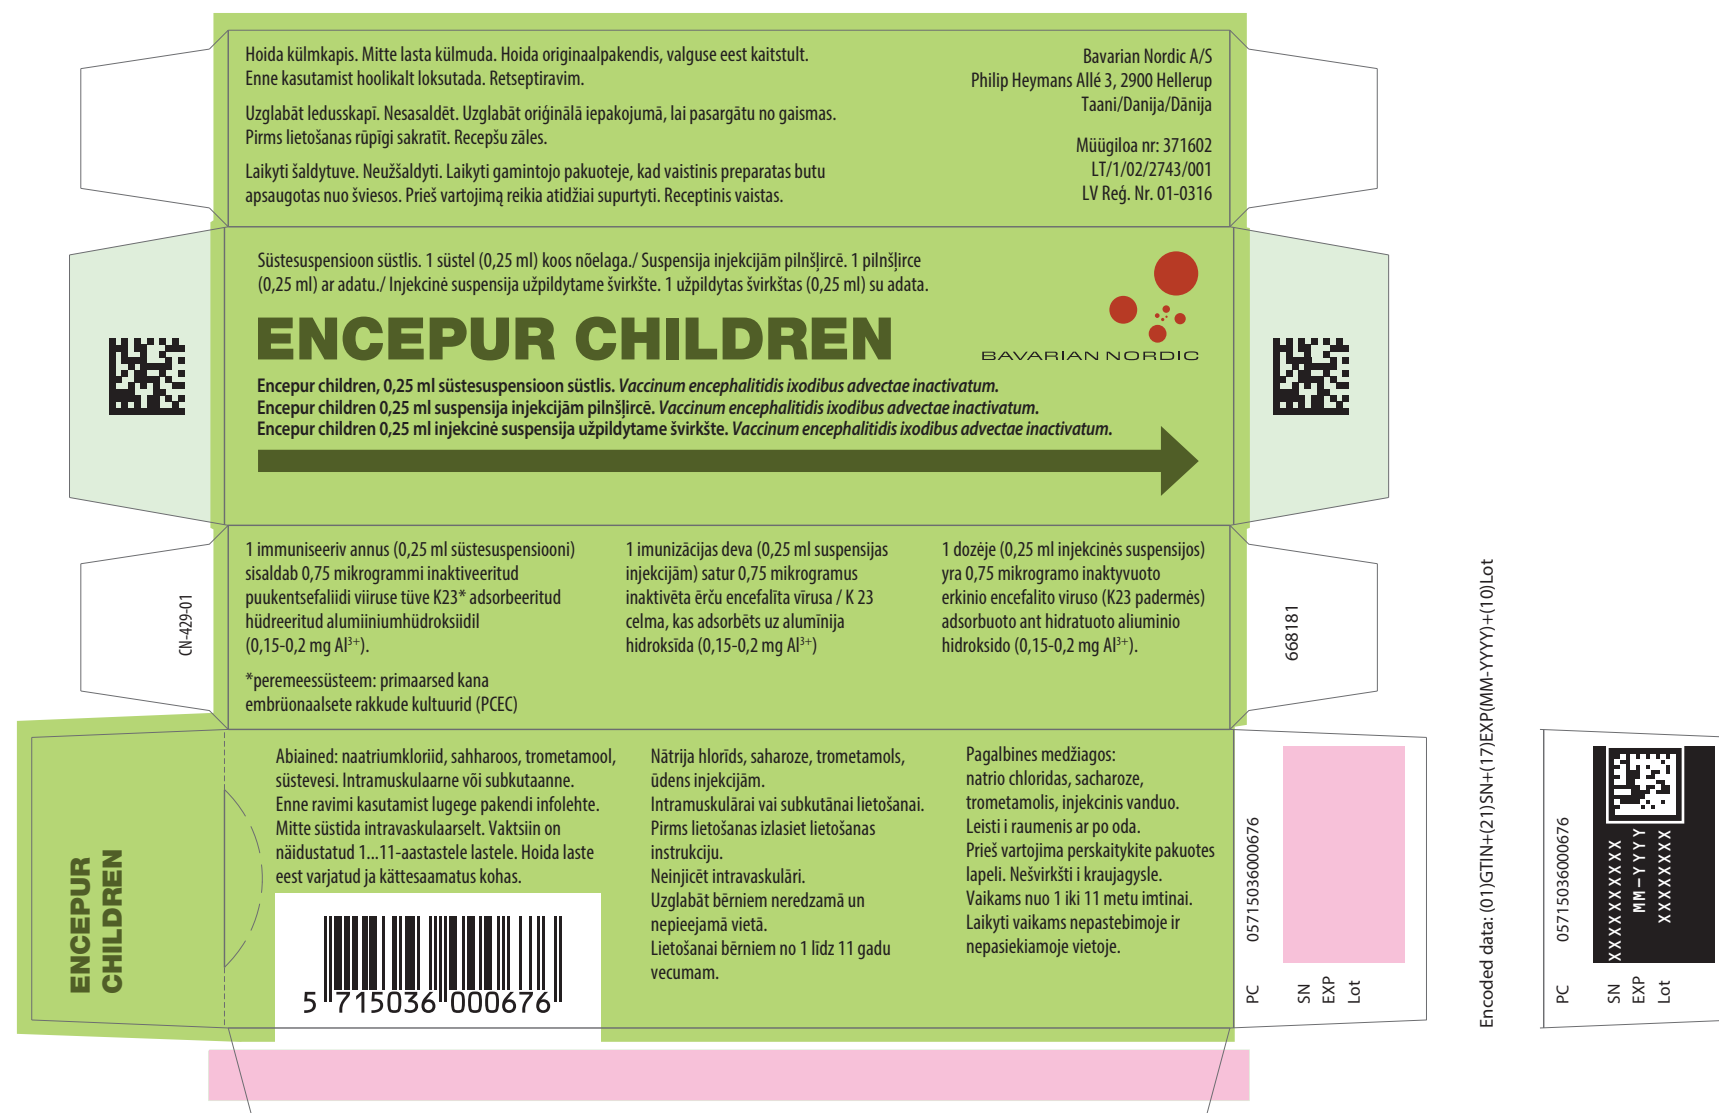 Hoida külmkapis. Mitte lasta külmuda. Hoida originaalpakendis, valguse eest kaitstult.
Enne kasutamist hoolikalt loksutada. Retseptiravim.
Uzglabāt ledusskapī. Nesasaldēt. Uzglabāt oriģinālā iepakojumā, lai pasargātu no gaismas.
Pirms lietošanas rūpīgi sakratīt. Recepšu zāles.
Laikyti šaldytuve. Neužšaldyti. Laikyti gamintojo pakuoteje, kad vaistinis preparatas butu
apsaugotas nuo šviesos. Prieš vartojimą reikia atidžiai supurtyti. Receptinis vaistas.
Bavarian Nordic A/S
Philip Heymans Allé 3, 2900 Hellerup
Taani/Danija/Dānija
Müügiloa nr: 371602
LT/1/02/2743/001
LV Reģ. Nr. 01-0316
Süstesuspensioon süstlis. 1 süstel (0,25 ml) koos nõelaga./ Suspensija injekcijām pilnšļircē. 1 pilnšļirce
(0,25 ml) ar adatu./ Injekcinė suspensija užpildytame švirkšte. 1 užpildytas švirkštas (0,25 ml) su adata.
ENCEPUR CHILDREN
BAVARIAN NORDIC
Encepur children, 0,25 ml süstesuspensioon süstlis. Vaccinum encephalitidis ixodibus advectae inactivatum.
Encepur children 0,25 ml suspensija injekcijām pilnšļircē. Vaccinum encephalitidis ixodibus advectae inactivatum.
Encepur children 0,25 ml injekcinė suspensija užpildytame švirkšte. Vaccinum encephalitidis ixodibus advectae inactivatum.
CN-429-01
1 immuniseeriv annus (0,25 ml süstesuspensiooni)
sisaldab 0,75 mikrogrammi inaktiveeritud
puukentsefaliidi viiruse tüve K23* adsorbeeritud
hüdreeritud alumiiniumhüdroksiidil
(0,15-0,2 mg Al³⁺).
*peremeessüsteem: primaarsed kana
embrüonaalsete rakkude kultuurid (PCEC)
1 imunizācijas deva (0,25 ml suspensijas
injekcijām) satur 0,75 mikrogramus
inaktivēta ērču encefalīta vīrusa / K 23
celma, kas adsorbēts uz alumīnija
hidroksīda (0,15-0,2 mg Al³⁺)
1 dozėje (0,25 ml injekcinės suspensijos)
yra 0,75 mikrogramo inaktyvuoto
erkinio encefalito viruso (K23 padermės)
adsorbuoto ant hidratuoto aliuminio
hidroksido (0,15-0,2 mg Al³⁺).
668181
ENCEPUR
CHILDREN
Abiained: naatriumkloriid, sahharoos, trometamool,
süstevesi. Intramuskulaarne või subkutaanne.
Enne ravimi kasutamist lugege pakendi infolehte.
Mitte süstida intravaskulaarselt. Vaktsiin on
näidustatud 1...11-aastastele lastele. Hoida laste
eest varjatud ja kättesaamatus kohas.
5 715036 000676
Nātrija hlorīds, saharoze, trometamols,
ūdens injekcijām.
Intramuskulārai vai subkutānai lietošanai.
Pirms lietošanas izlasiet lietošanas
instrukciju.
Neinjicēt intravaskulāri.
Uzglabāt bērniem neredzamā un
nepieejamā vietā.
Lietošanai bērniem no 1 līdz 11 gadu
vecumam.
Pagalbines medžiagos:
natrio chloridas, sacharoze,
trometamolis, injekcinis vanduo.
Leisti i raumenis ar po oda.
Prieš vartojima perskaitykite pakuotes
lapeli. Nešvirkšti i kraujagysle.
Vaikams nuo 1 iki 11 metu imtinai.
Laikyti vaikams nepastebimoje ir
nepasiekiamoje vietoje.
PC 05715036000676
SN
EXP
Lot
Encoded data: (01)GTIN+(21)SN+(17)EXP(MM-YYYY)+(10)Lot
PC 05715036000676
SN XXXXXXXXXXX
EXP MM-YYYY
Lot XXXXXXXX